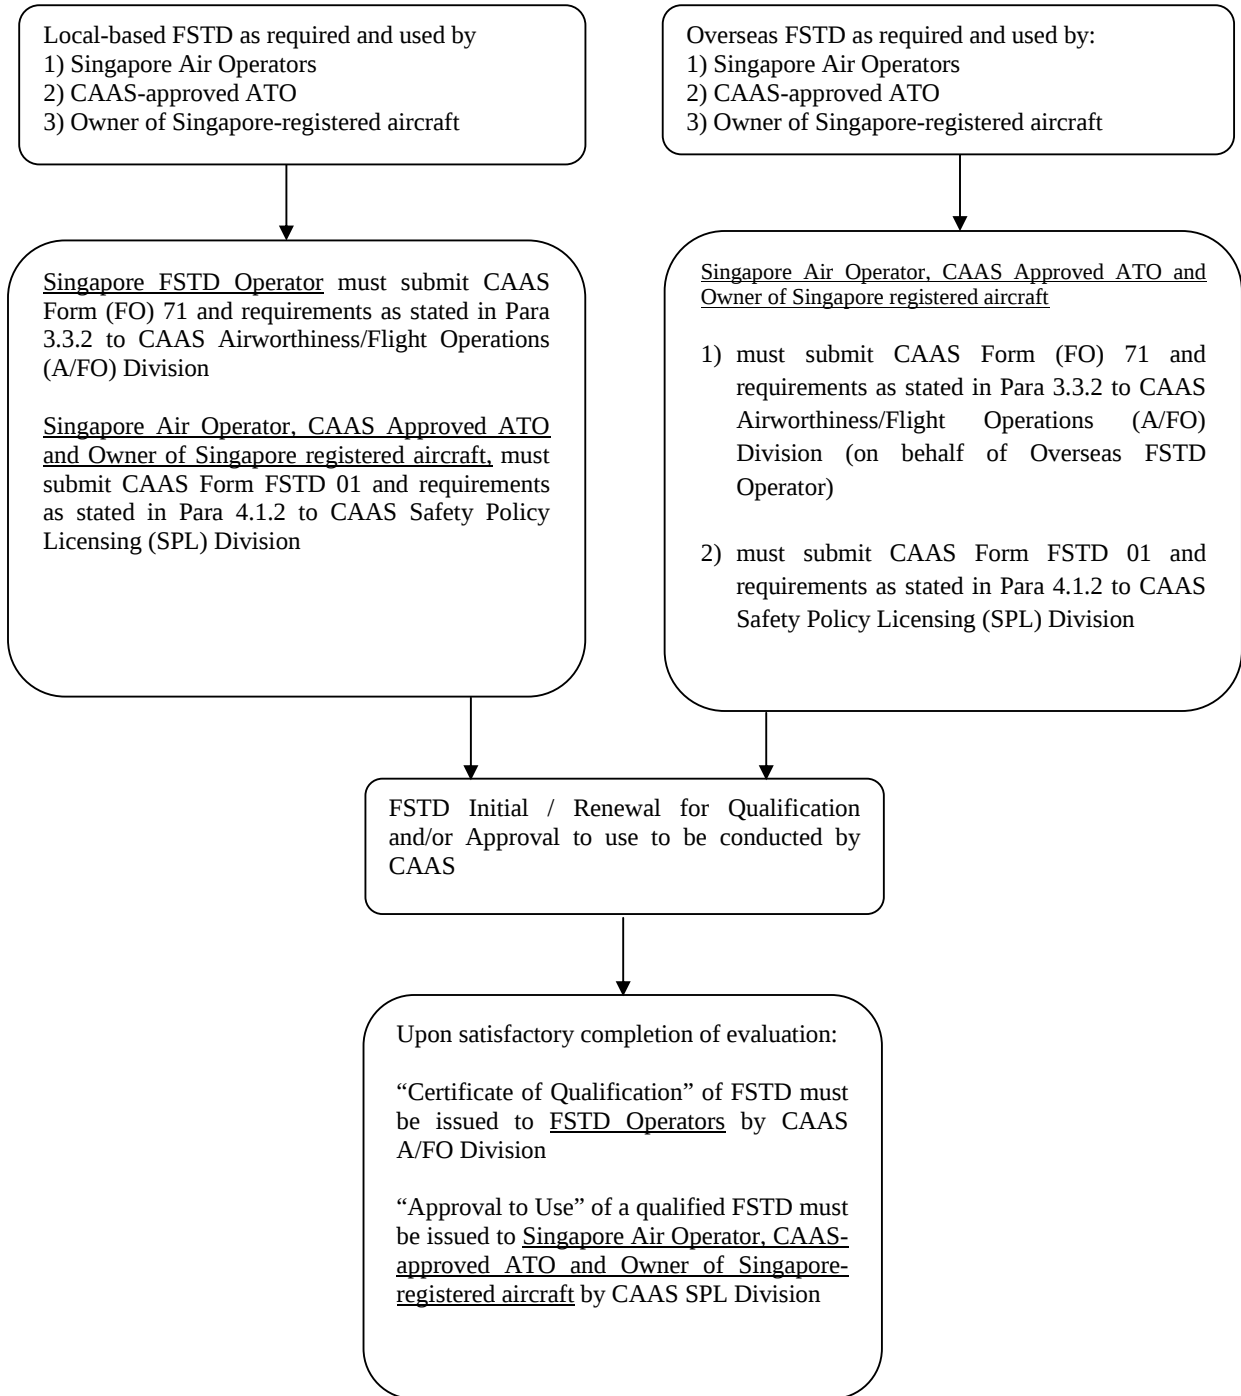 Local-based FSTD as required and used by
1) Singapore Air Operators
2) CAAS-approved ATO
3) Owner of Singapore-registered aircraft
Overseas FSTD as required and used by:
1) Singapore Air Operators
2) CAAS-approved ATO
3) Owner of Singapore-registered aircraft
Singapore FSTD Operator must submit CAAS
Form (FO) 71 and requirements as stated in Para
3.3.2 to CAAS Airworthiness/Flight Operations
(A/FO) Division
Singapore Air Operator, CAAS Approved ATO
and Owner of Singapore registered aircraft, must
submit CAAS Form FSTD 01 and requirements
as stated in Para 4.1.2 to CAAS Safety Policy
Licensing (SPL) Division
Singapore Air Operator, CAAS Approved ATO and
Owner of Singapore registered aircraft
1) must submit CAAS Form (FO) 71 and
requirements as stated in Para 3.3.2 to CAAS
Airworthiness/Flight Operations (A/FO)
Division (on behalf of Overseas FSTD
Operator)
2) must submit CAAS Form FSTD 01 and
requirements as stated in Para 4.1.2 to CAAS
Safety Policy Licensing (SPL) Division
FSTD Initial / Renewal for Qualification
and/or Approval to use to be conducted by
CAAS
Upon satisfactory completion of evaluation:
“Certificate of Qualification” of FSTD must
be issued to FSTD Operators by CAAS
A/FO Division
“Approval to Use” of a qualified FSTD must
be issued to Singapore Air Operator, CAAS-
approved ATO and Owner of Singapore-
registered aircraft by CAAS SPL Division